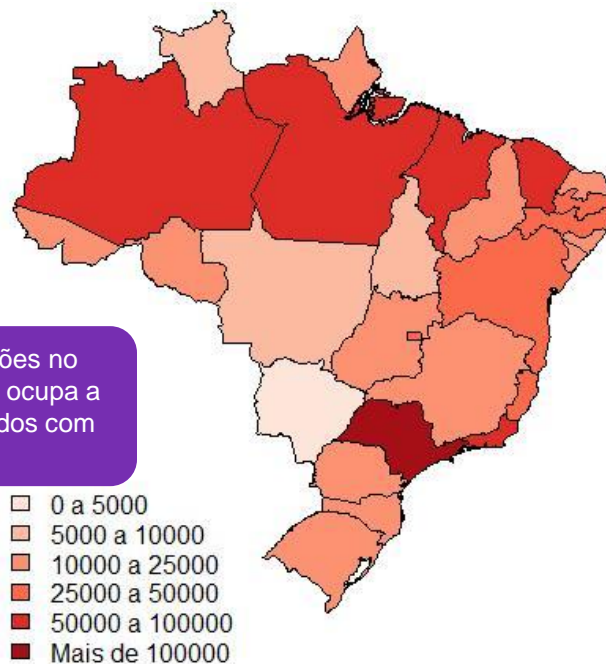 ões no
ocupa a
dos com
0 a 5000
5000 a 10000
10000 a 25000
25000 a 50000
50000 a 100000
Mais de 100000